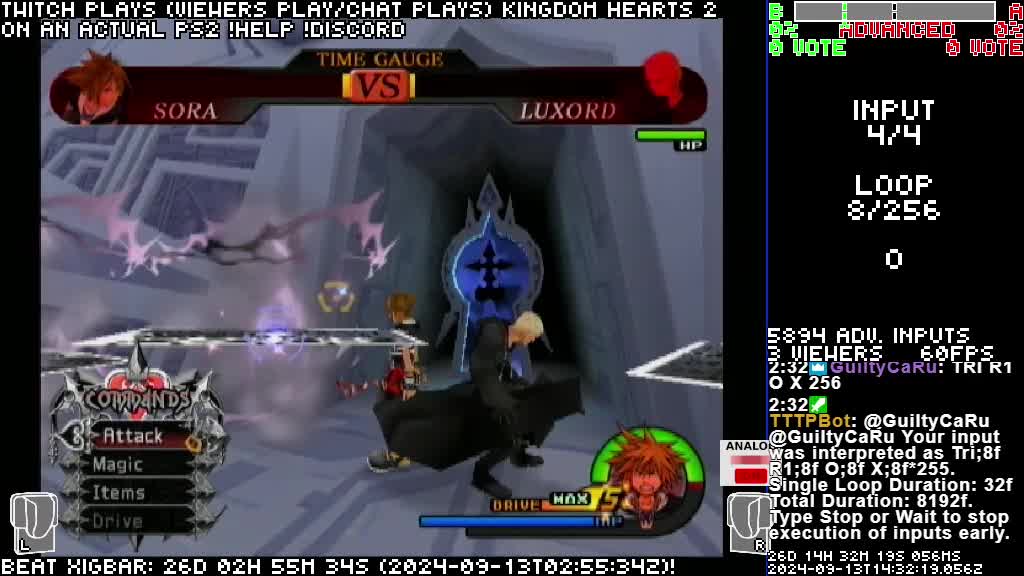 TWITCH PLAYS (VIEWERS PLAY/CHAT PLAYS) KINGDOM HEARTS 2
ON AN ACTUAL PS2 !HELP !DISCORD
B
A
0%
ADVANCED
0%
0 VOTE
0 VOTE
TIME GAUGE
VS
SORA
LUXORD
HP
INPUT
4/4
LOOP
8/256
O
COMMANDS
Attack
Magic
Items
Drive
DRIVE
MAX
5
MP
ANALOG
L
R
5894 ADV. INPUTS
3 VIEWERS 60FPS
2:32 GuiltyCaRu: TRI R1
O X 256
2:32
TTTPBot: @GuiltyCaRu
@GuiltyCaRu Your input
was interpreted as Tri;8f
R1;8f O;8f X;8f*255.
Single Loop Duration: 32f
Total Duration: 8192f.
Type Stop or Wait to stop
execution of inputs early.
26D 14H 32M 19S 056MS
2024-09-13T14:32:19.056Z
BEAT XIGBAR: 26D 02H 55M 34S (2024-09-13T02:55:34Z)!